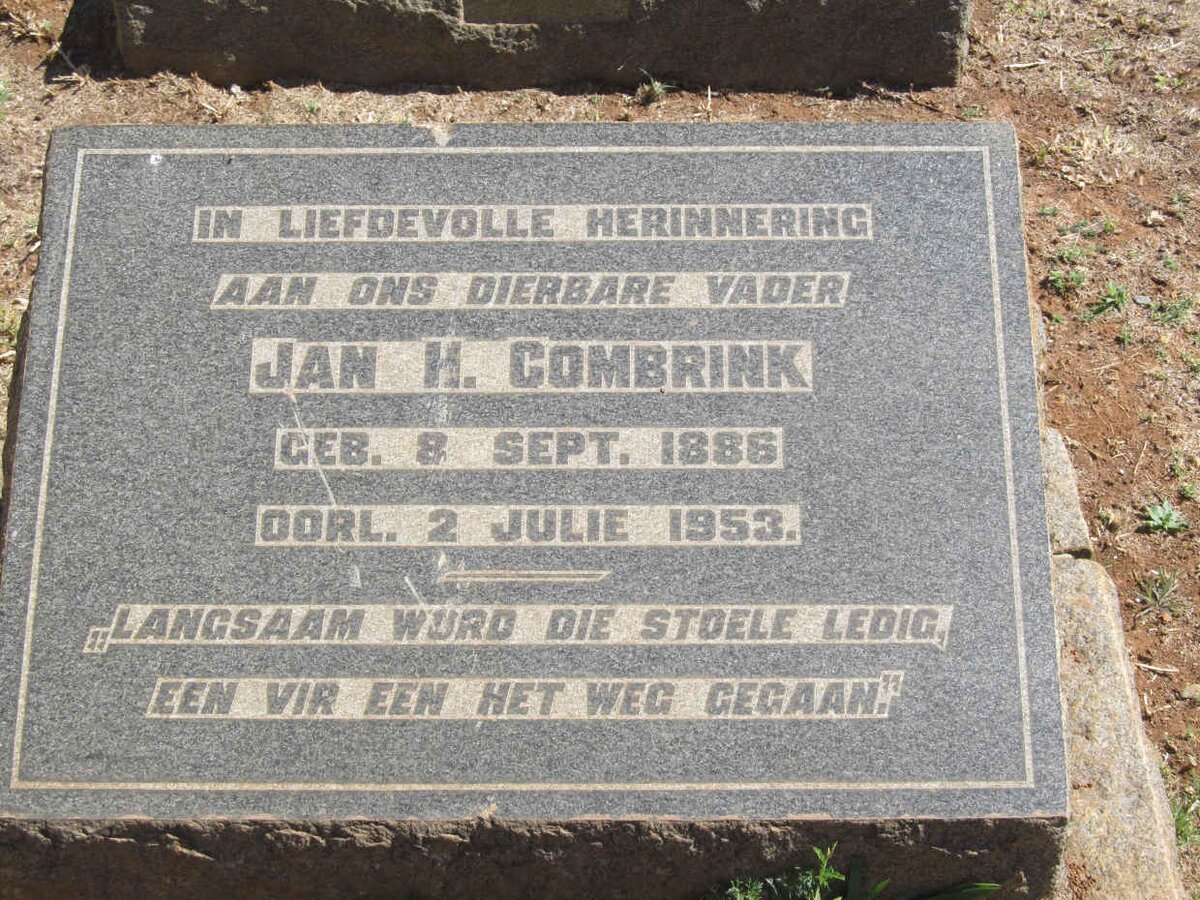 IN LIEFDEVOLLE HERINNERING
AAN ONS DIERBARE VADER
JAN H. COMBRINK
GEB. 8 SEPT. 1886
OORL. 2 JULIE 1953.
„LANGSAAM WURD DIE STOELE LEDIG,
EEN VIR EEN HET WEG GEGAAN."